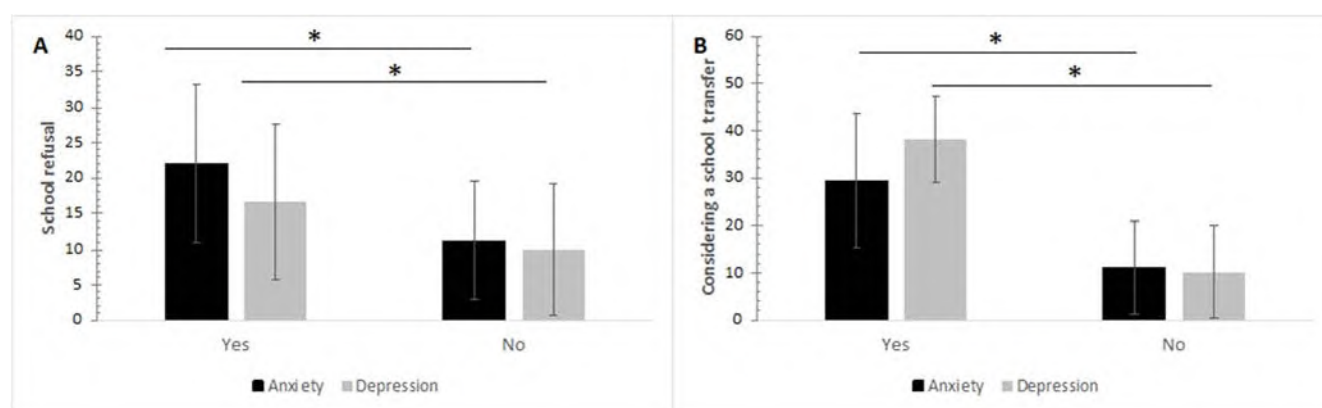 A
School refusal
40
35
30
25
20
15
10
5
0
*
*
Yes
No
Anxiety
Depression
B
Considering a school transfer
60
50
40
30
20
10
0
*
*
Yes
No
Anxiety
Depression